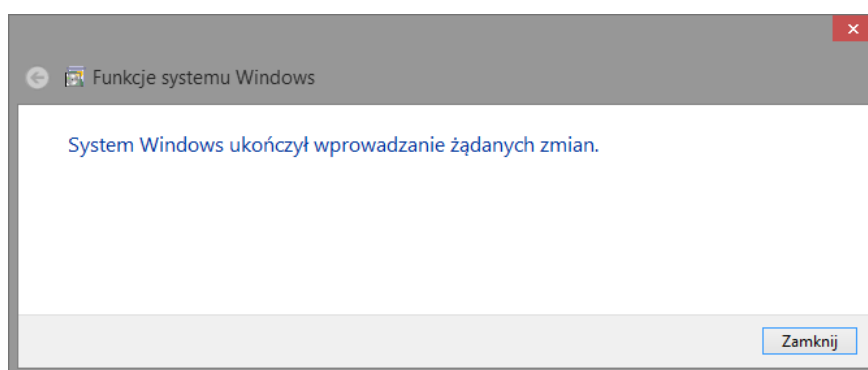 Funkcje systemu Windows
System Windows ukończył wprowadzanie żądanych zmian.
Zamknij